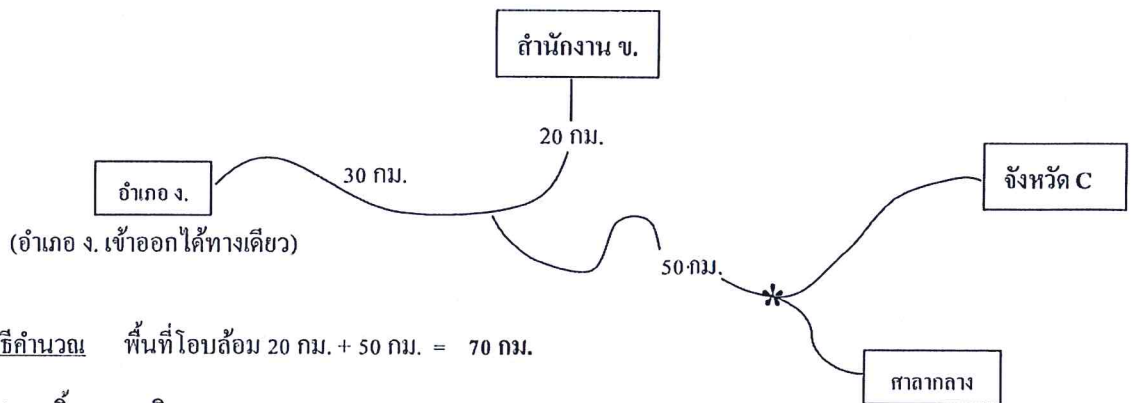 สำนักงาน ข.
20 กม.
จังหวัด C
30 กม.
อำเภอ ง.
(อำเภอ ง. เข้าออกได้ทางเดียว)
50 กม.
*
ธีคำนวณ พื้นที่โอบล้อม 20 กม. + 50 กม. = 70 กม.
ศาลากลาง